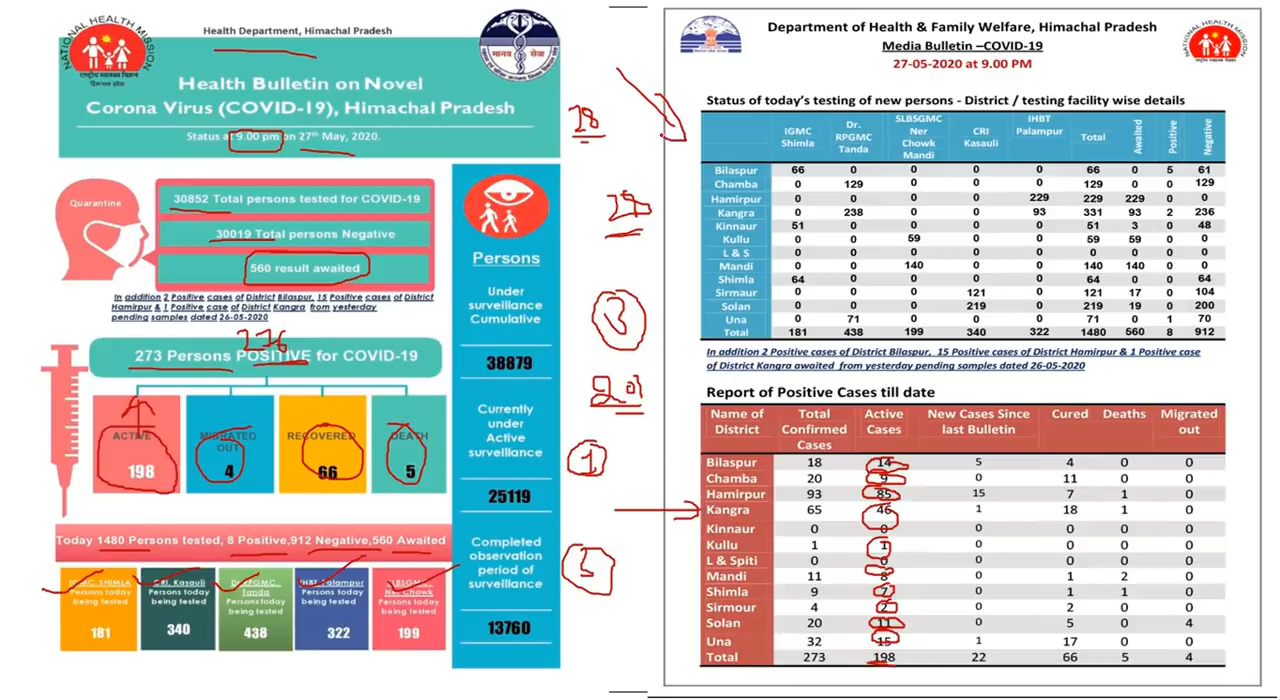 NATIONAL HEALTH MISSION
राष्ट्रीय स्वास्थ्य मिशन
Health Department, Himachal Pradesh
मानव सेवा
Health Bulletin on Novel
Corona Virus (COVID-19), Himachal Pradesh
Status at 9.00 pm on 27th May, 2020.
Quarantine
30852 Total persons tested for COVID-19
30019 Total persons Negative
560 result awaited
In addition 2 Positive cases of District Bilaspur, 15 Positive cases of District
Hamirpur & 1 Positive case of District Kangra from yesterday
pending samples dated 26-05-2020
276
273 Persons POSITIVE for COVID-19
ACTIVE
198
MIGRATED
OUT
4
RECOVERED
66
DEATH
5
Today 1480 Persons tested, 8 Positive,912 Negative,560 Awaited
IGMC, SHIMLA
Persons today
being tested
181
CRI, Kasauli
Persons today
being tested
340
Dr.RPGMC,
Tanda
Persons today
being tested
438
IHBT Palampur
Persons today
being tested
322
SLBSGMC,
Ner Chowk
Persons today
being tested
199
Persons
Under
surveillance
Cumulative
38879
Currently
under
Active
surveillance
25119
Completed
observation
period of
surveillance
13760
28
1
Department of Health & Family Welfare, Himachal Pradesh
Media Bulletin –COVID-19
27-05-2020 at 9.00 PM
NATIONAL HEALTH MISSION
Status of today's testing of new persons - District / testing facility wise details
IGMC Shimla Dr. RPGMC Tanda SLBSGMC Ner Chowk Mandi CRI Kasauli IHBT Palampur Total Awaited Positive Negative
Bilaspur 66 0 0 0 0 66 0 5 61
Chamba 0 129 0 0 0 129 0 0 129
Hamirpur 0 0 0 0 229 229 229 0 0
Kangra 0 238 0 0 93 331 93 2 236
Kinnaur 51 0 0 0 0 51 3 0 48
Kullu 0 0 59 0 0 59 59 0 0
L & S 0 0 0 0 0 0 0 0 0
Mandi 0 0 140 0 0 140 140 0 0
Shimla 64 0 0 0 0 64 0 0 64
Sirmaur 0 0 0 121 0 121 17 0 104
Solan 0 0 0 219 0 219 19 0 200
Una 0 71 0 0 0 71 0 1 70
Total 181 438 199 340 322 1480 560 8 912
In addition 2 Positive cases of District Bilaspur, 15 Positive cases of District Hamirpur & 1 Positive case
of District Kangra awaited from yesterday pending samples dated 26-05-2020
Report of Positive Cases till date
Name of District Total Confirmed Cases Active Cases New Cases Since last Bulletin Cured Deaths Migrated out
Bilaspur 18 14 5 4 0 0
Chamba 20 9 0 11 0 0
Hamirpur 93 85 15 7 1 0
Kangra 65 46 1 18 1 0
Kinnaur 0 0 0 0 0 0
Kullu 1 1 0 0 0 0
L & Spiti 0 0 0 0 0 0
Mandi 11 8 0 1 2 0
Shimla 9 7 0 1 1 0
Sirmour 4 2 0 2 0 0
Solan 20 11 0 5 0 4
Una 32 15 1 17 0 0
Total 273 198 22 66 5 4